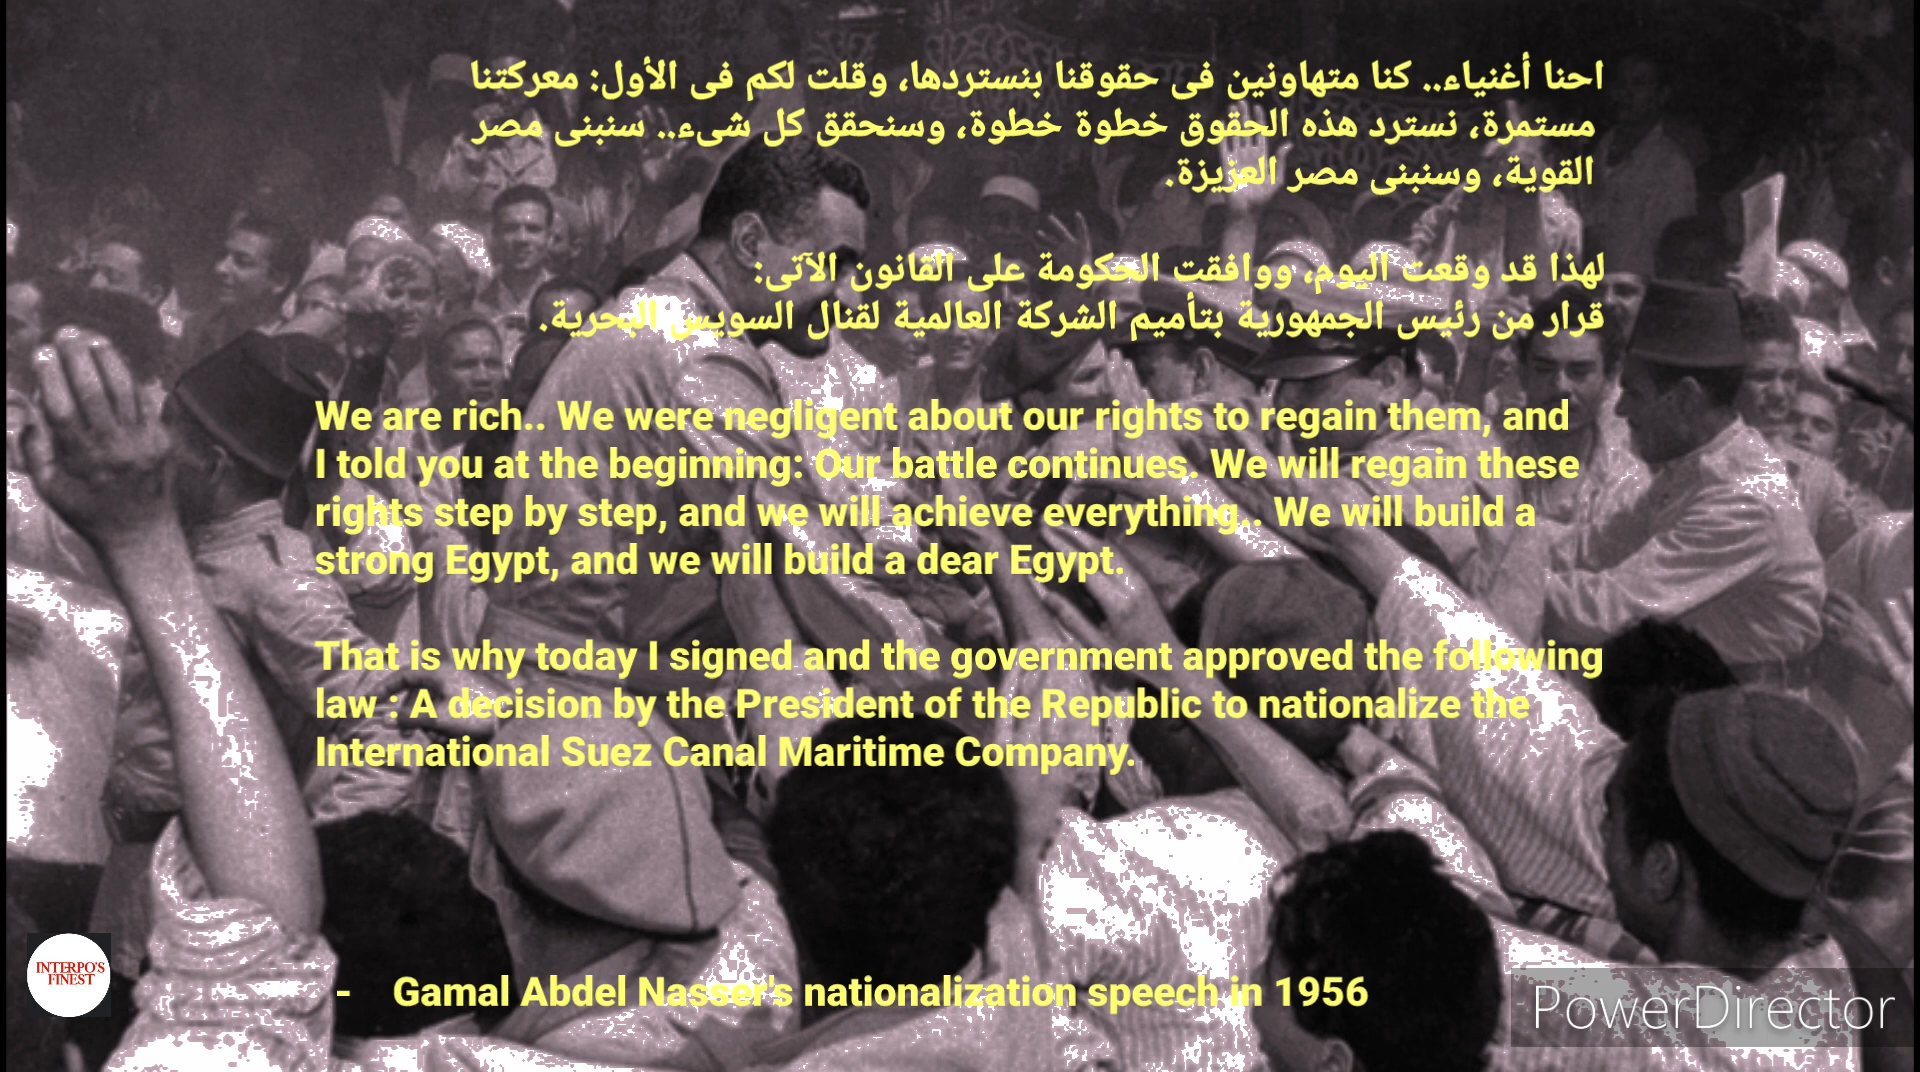 احنا أغنياء.. كنا متهاونين فى حقوقنا بنستردها، وقلت لكم فى الأول: معركتنا
مستمرة، نسترد هذه الحقوق خطوة خطوة، وسنحقق كل شىء.. سنبنى مصر
القوية، وسنبنى مصر العزيزة.
لهذا قد وقعت اليوم، ووافقت الحكومة على القانون الآتى:
قرار من رئيس الجمهورية بتأميم الشركة العالمية لقنال السويس البحرية.
We are rich.. We were negligent about our rights to regain them, and
I told you at the beginning: Our battle continues. We will regain these
rights step by step, and we will achieve everything.. We will build a
strong Egypt, and we will build a dear Egypt.
That is why today I signed and the government approved the following
law : A decision by the President of the Republic to nationalize the
International Suez Canal Maritime Company.
- Gamal Abdel Nasser's nationalization speech in 1956
INTERPO'S
FINEST
PowerDirector